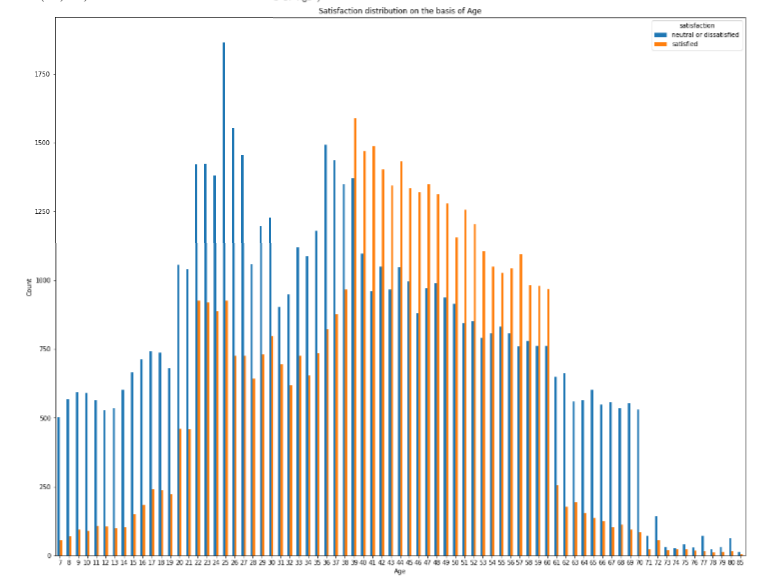 Satisfaction distribution on the basis of Age
satisfaction
neutral or dissatisfied
satisfied
1750
1500
1250
1000
750
500
250
0
Count
7 8 9 10 11 12 13 14 15 16 17 18 19 20 21 22 23 24 25 26 27 28 29 30 31 32 33 34 35 36 37 38 39 40 41 42 43 44 45 46 47 48 49 50 51 52 53 54 55 56 57 58 59 60 61 62 63 64 65 66 67 68 69 70 71 72 73 74 75 76 77 78 79 80 85
Age